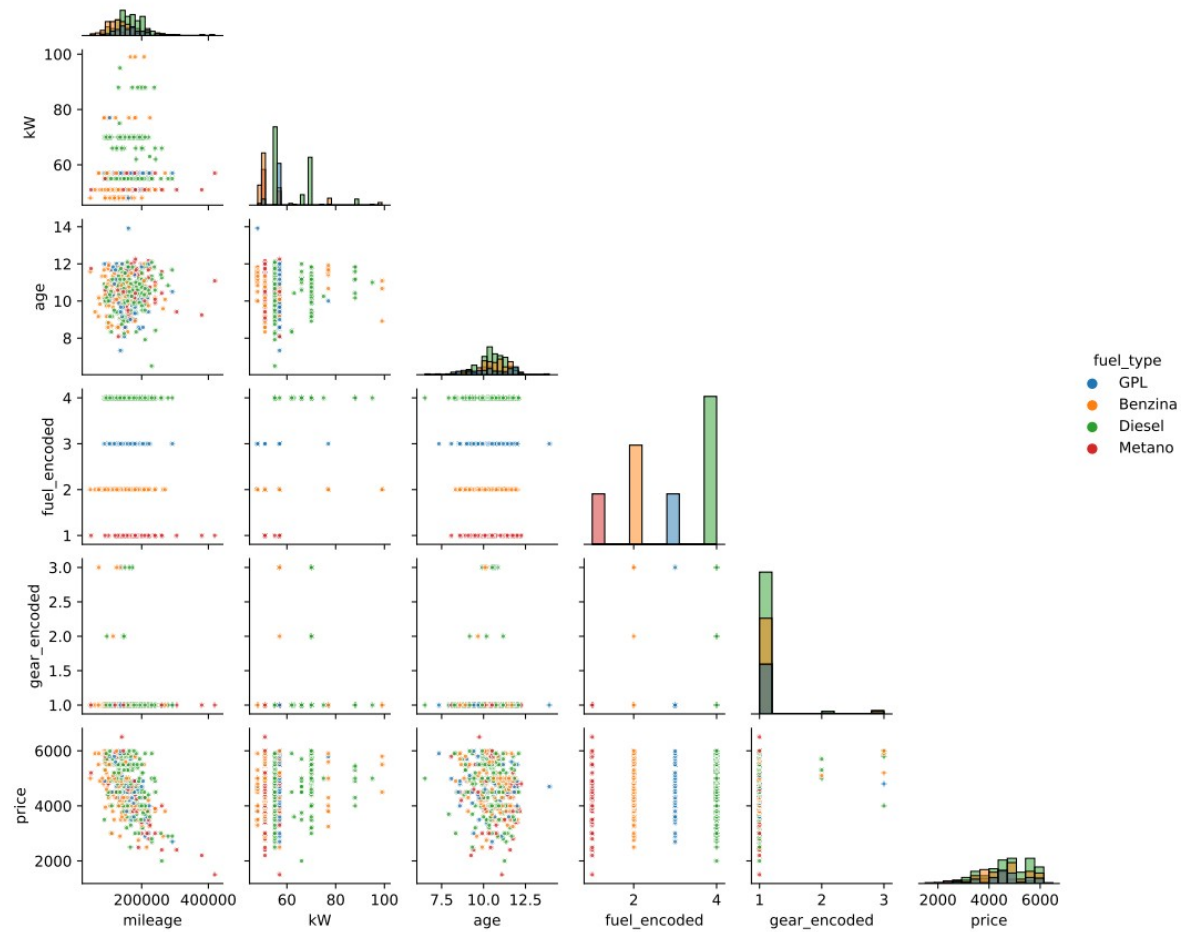 100
80
60
kW
14
12
10
8
age
4
3
2
1
fuel_encoded
fuel_type
GPL
Benzina
Diesel
Metano
3.0
2.5
2.0
1.5
1.0
gear_encoded
6000
4000
2000
price
200000 400000
mileage
60 80 100
kW
7.5 10.0 12.5
age
2 4
fuel_encoded
1 2 3
gear_encoded
2000 4000 6000
price